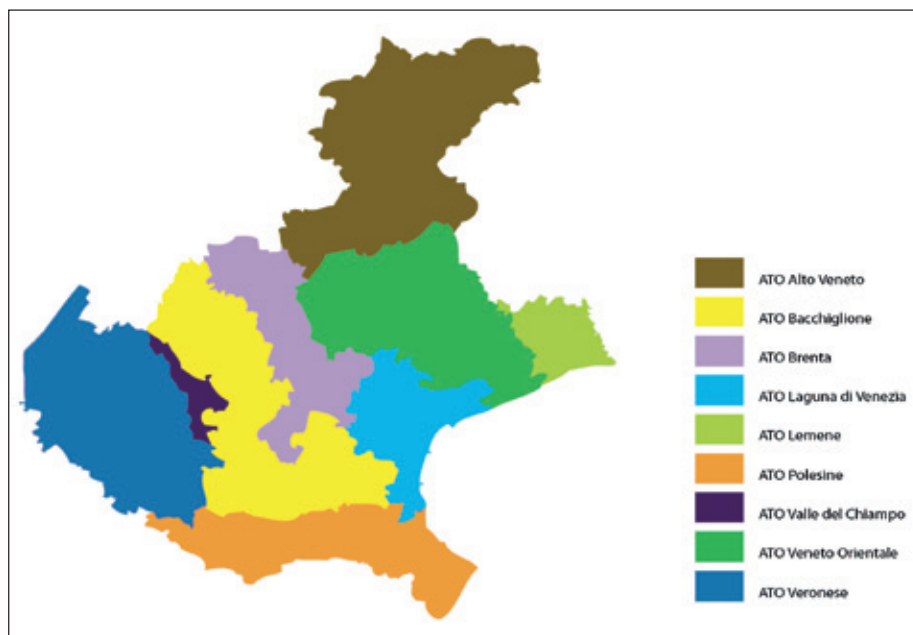 ATO Alto Veneto
ATO Bacchiglione
ATO Brenta
ATO Laguna di Venezia
ATO Lemene
ATO Polesine
ATO Valle del Chiampo
ATO Veneto Orientale
ATO Veronese